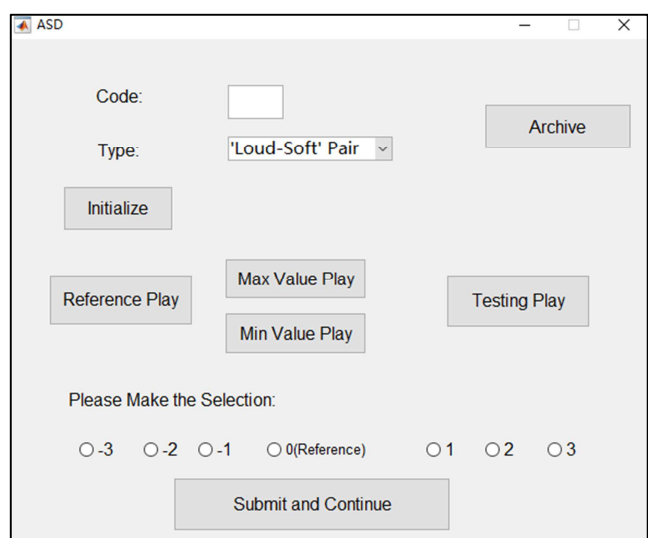 ASD
Code:
Archive
Type:
'Loud-Soft' Pair
Initialize
Max Value Play
Reference Play
Testing Play
Min Value Play
Please Make the Selection:
-3 -2 -1 0(Reference) 1 2 3
Submit and Continue